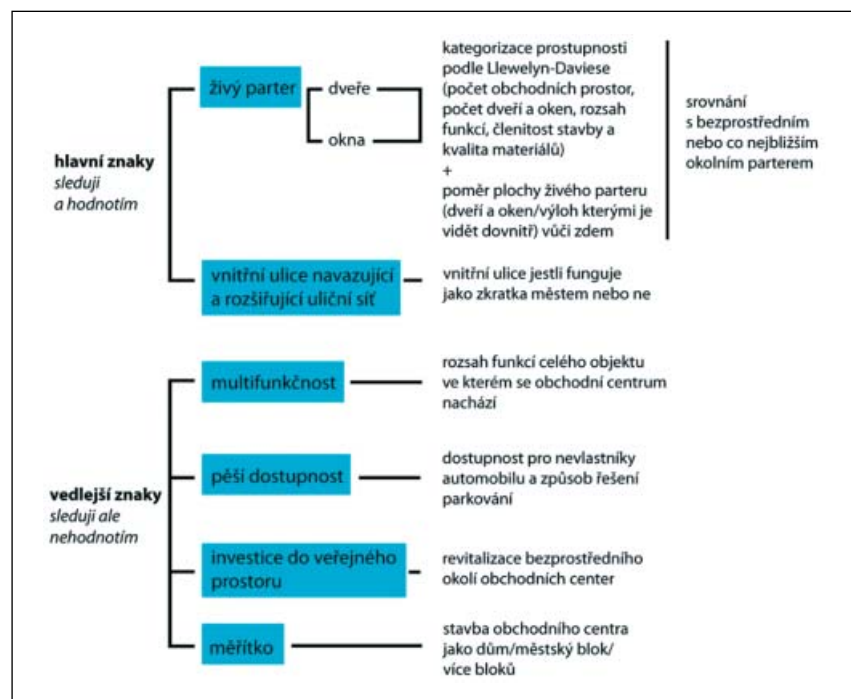 hlavní znaky
sleduji
a hodnotím
živý parter
dveře
okna
kategorizace prostupnosti
podle Llewelyn-Daviese
(počet obchodních prostor,
počet dveří a oken, rozsah
funkcí, členitost stavby a
kvalita materiálů)
+
poměr plochy živého parteru
(dveří a oken/výloh kterými je
vidět dovnitř) vůči zdem
srovnání
s bezprostředním
nebo co nejbližším
okolním parterem
vnitřní ulice navazující
a rozšiřující uliční síť
vnitřní ulice jestli funguje
jako zkratka městem nebo ne
vedlejší znaky
sleduji ale
nehodnotím
multifunkčnost
rozsah funkcí celého objektu
ve kterém se obchodní centrum
nachází
pěší dostupnost
dostupnost pro nevlastníky
automobilu a způsob řešení
parkování
investice do veřejného
prostoru
revitalizace bezprostředního
okolí obchodních center
měřítko
stavba obchodního centra
jako dům/městský blok/
více bloků